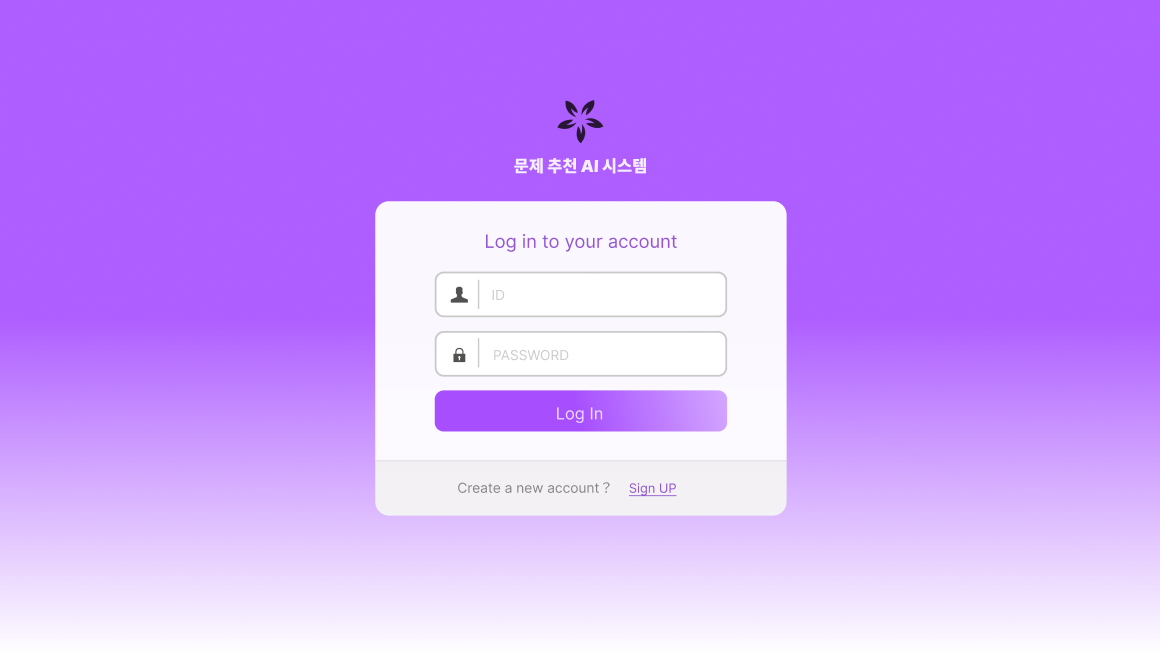 문제 추천 AI 시스템
Log in to your account
ID
PASSWORD
Log In
Create a new account ? Sign UP